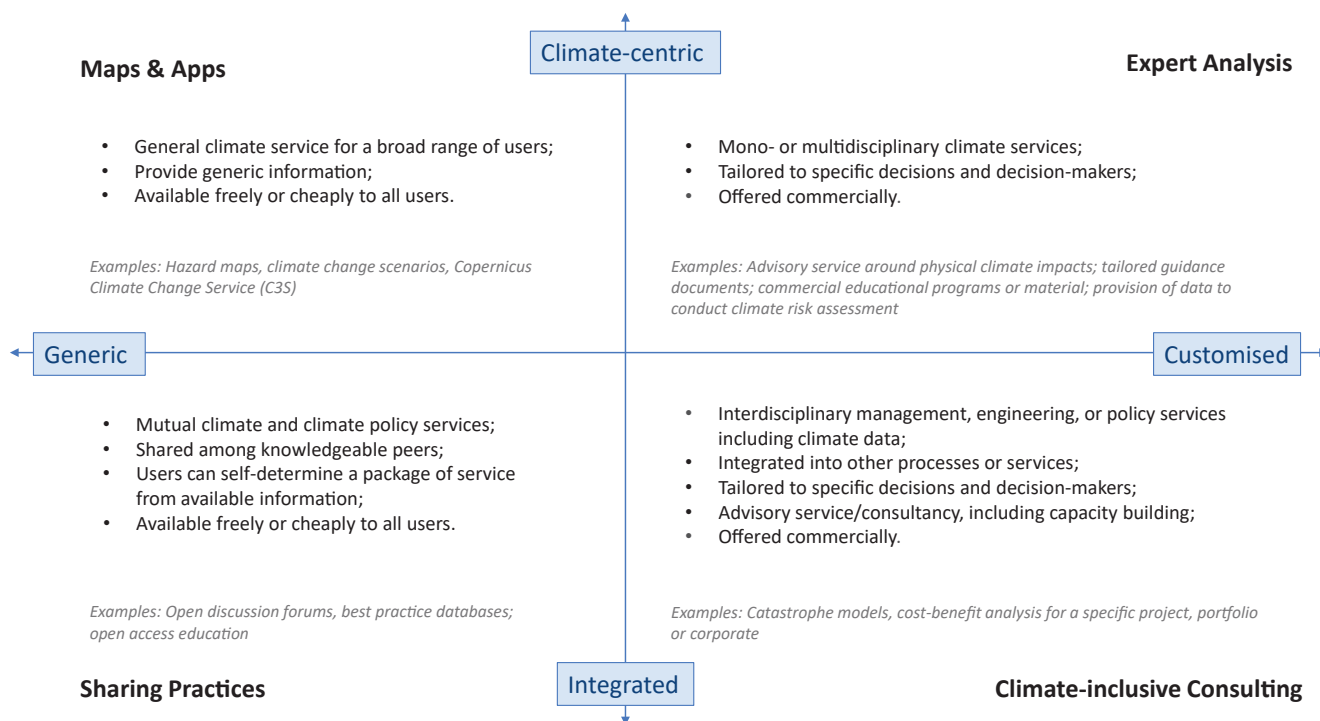 Climate-centric
Maps & Apps
Expert Analysis
• General climate service for a broad range of users;
• Provide generic information;
• Available freely or cheaply to all users.
• Mono- or multidisciplinary climate services;
• Tailored to specific decisions and decision-makers;
• Offered commercially.
Examples: Hazard maps, climate change scenarios, Copernicus
Climate Change Service (C3S)
Examples: Advisory service around physical climate impacts; tailored guidance
documents; commercial educational programs or material; provision of data to
conduct climate risk assessment
Generic
Customised
• Mutual climate and climate policy services;
• Shared among knowledgeable peers;
• Users can self-determine a package of service
from available information;
• Available freely or cheaply to all users.
• Interdisciplinary management, engineering, or policy services
including climate data;
• Integrated into other processes or services;
• Tailored to specific decisions and decision-makers;
• Advisory service/consultancy, including capacity building;
• Offered commercially.
Examples: Open discussion forums, best practice databases;
open access education
Examples: Catastrophe models, cost-benefit analysis for a specific project, portfolio
or corporate
Sharing Practices
Integrated
Climate-inclusive Consulting